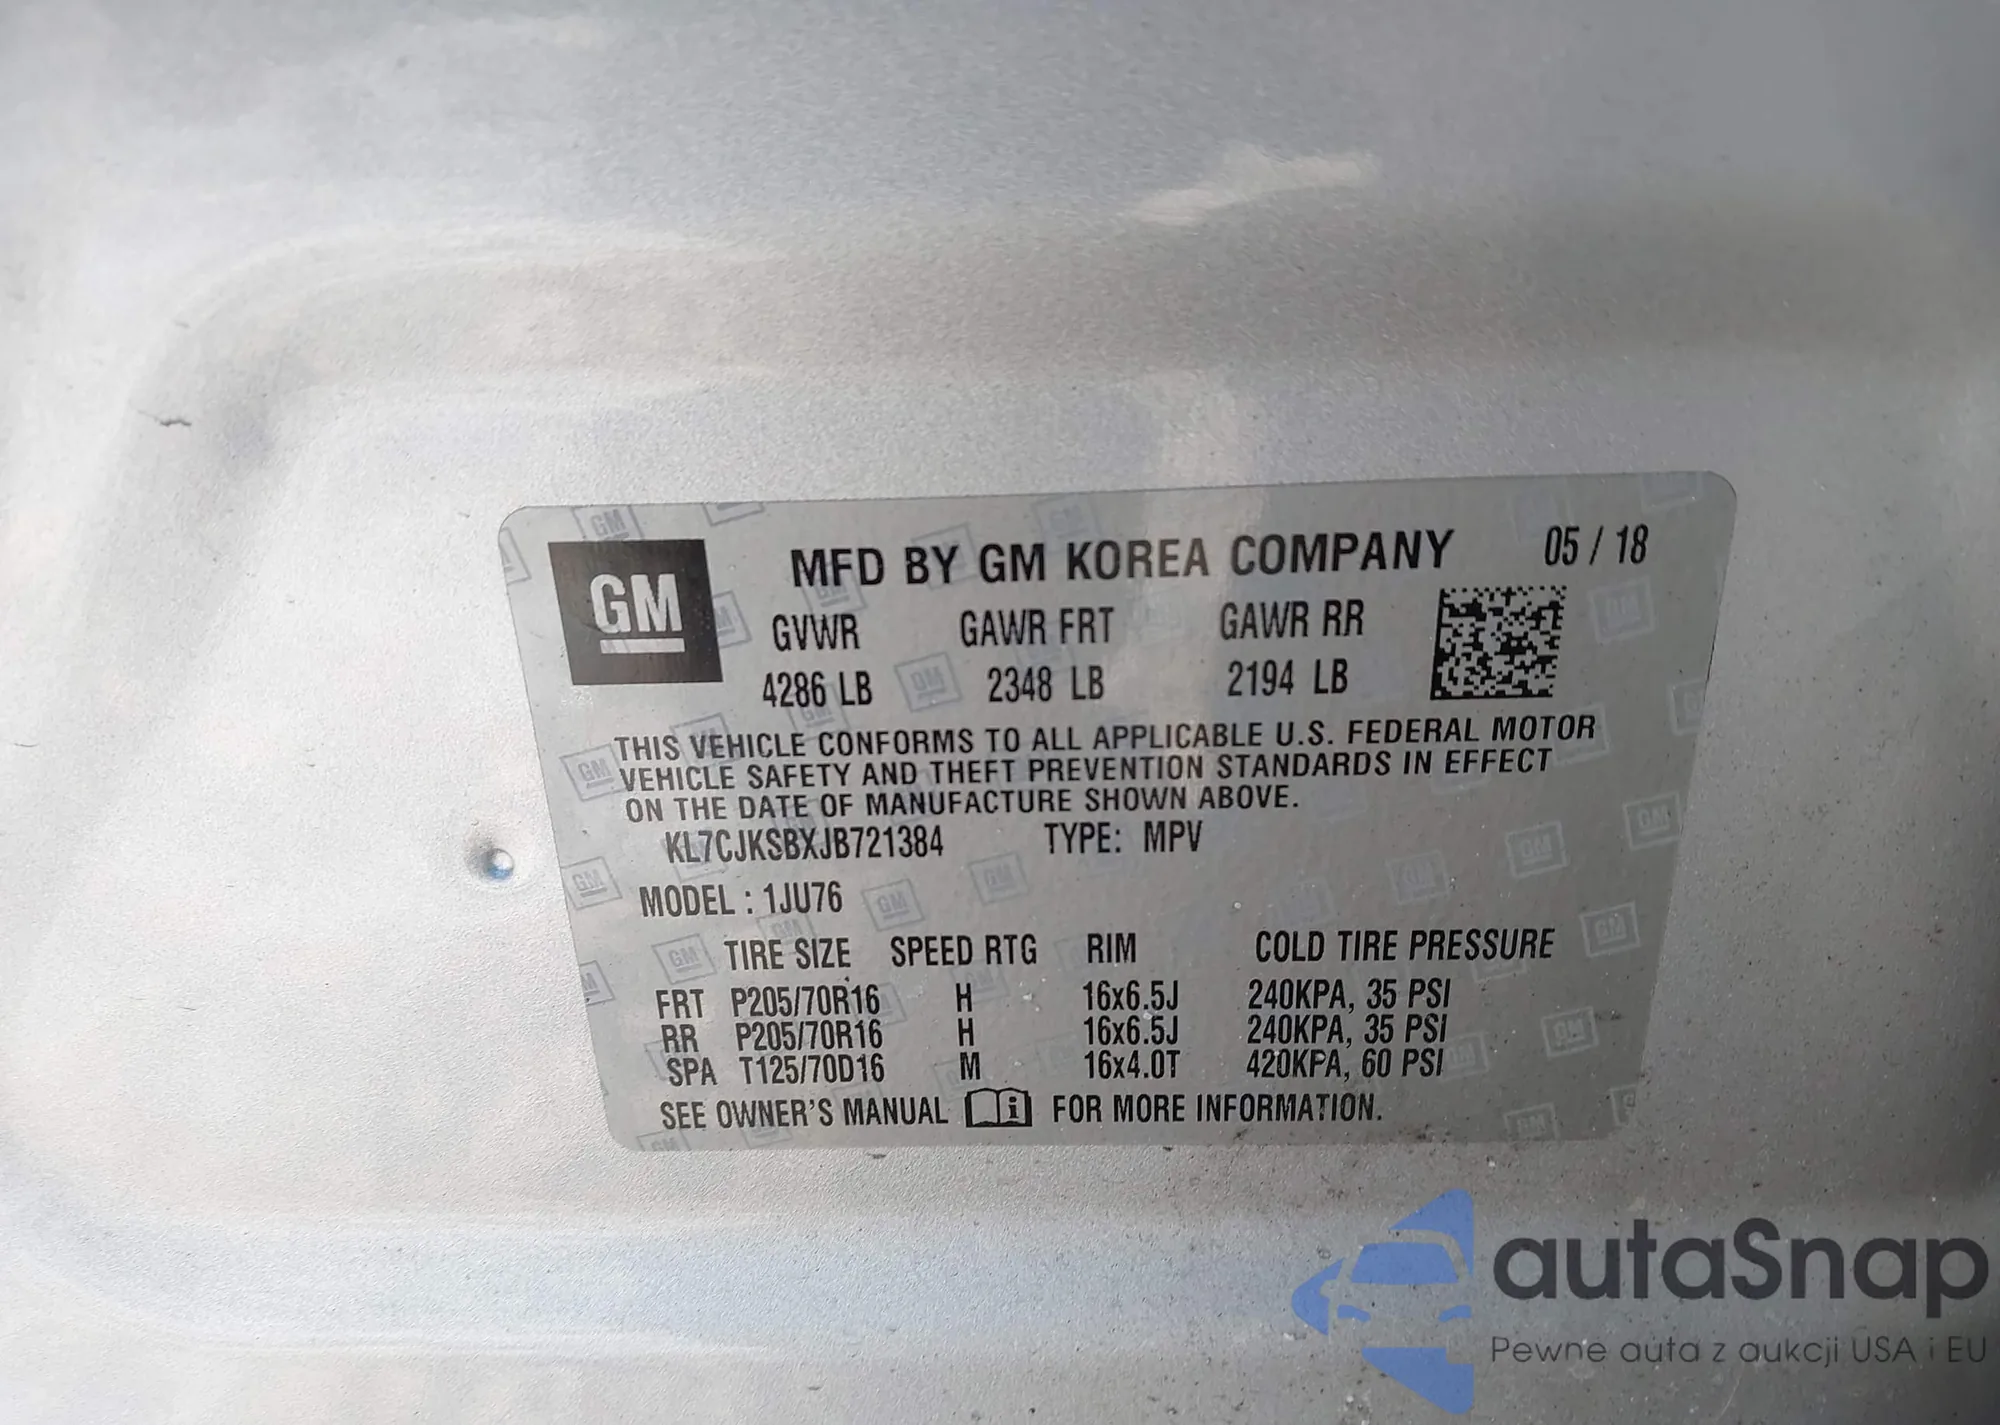 GM
MFD BY GM KOREA COMPANY 05 / 18
GVWR GAWR FRT GAWR RR
4286 LB 2348 LB 2194 LB
THIS VEHICLE CONFORMS TO ALL APPLICABLE U.S. FEDERAL MOTOR
VEHICLE SAFETY AND THEFT PREVENTION STANDARDS IN EFFECT
ON THE DATE OF MANUFACTURE SHOWN ABOVE.
KL7CJKSBXJB721384 TYPE: MPV
MODEL : 1JU76
TIRE SIZE SPEED RTG RIM COLD TIRE PRESSURE
FRT P205/70R16 H 16x6.5J 240KPA, 35 PSI
RR P205/70R16 H 16x6.5J 240KPA, 35 PSI
SPA T125/70D16 M 16x4.0T 420KPA, 60 PSI
SEE OWNER'S MANUAL i FOR MORE INFORMATION.
autaSnap
Pewne auta z aukcji USA i EU